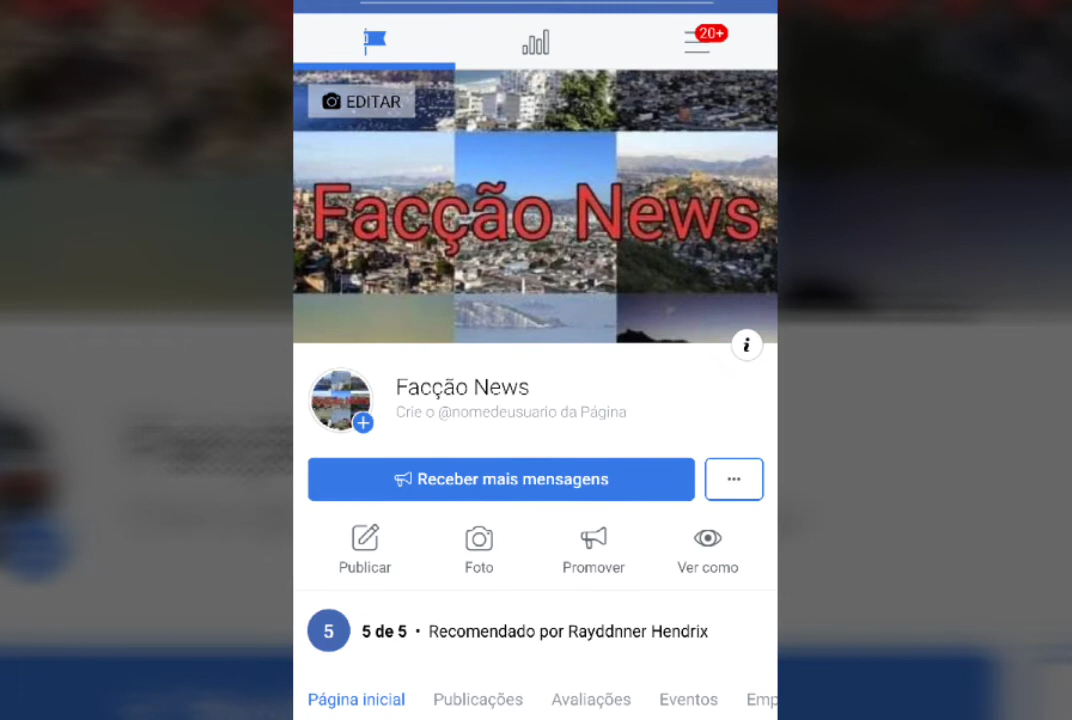 20+
EDITAR
Facção News
Facção News
Crie o @nomedeusuario da Página
Receber mais mensagens
Publicar
Foto
Promover
Ver como
5
5 de 5 • Recomendado por Rayddnner Hendrix
Página inicial
Publicações
Avaliações
Eventos
Emp